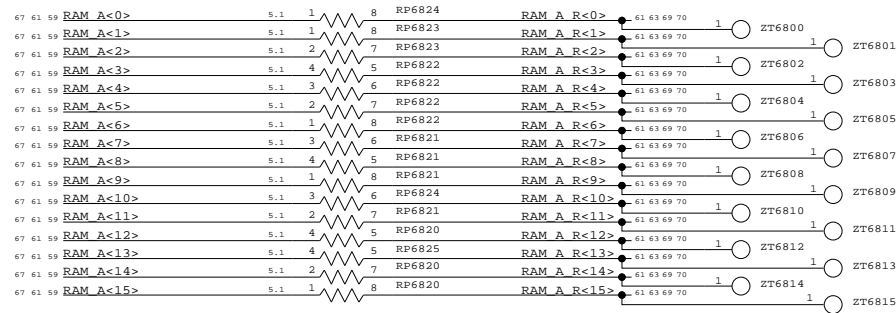 67 61 59 RAM_A<0> 5.1 1 8 RP6824 RAM_A_R<0> 61 63 69 70 1 ZT6800
67 61 59 RAM_A<1> 5.1 1 8 RP6823 RAM_A_R<1> 1 ZT6801
67 61 59 RAM_A<2> 5.1 2 7 RP6823 RAM_A_R<2> 61 63 69 70 1 ZT6802
67 61 59 RAM_A<3> 5.1 4 5 RP6822 RAM_A_R<3> 61 63 69 70 1 ZT6803
67 61 59 RAM_A<4> 5.1 3 6 RP6822 RAM_A_R<4> 61 63 69 70 1 ZT6804
67 61 59 RAM_A<5> 5.1 2 7 RP6822 RAM_A_R<5> 61 63 69 70 1 ZT6805
67 61 59 RAM_A<6> 5.1 1 8 RP6822 RAM_A_R<6> 61 63 69 70 1 ZT6806
67 61 59 RAM_A<7> 5.1 3 6 RP6821 RAM_A_R<7> 61 63 69 70 1 ZT6807
67 61 59 RAM_A<8> 5.1 4 5 RP6821 RAM_A_R<8> 61 63 69 70 1 ZT6808
67 61 59 RAM_A<9> 5.1 1 8 RP6821 RAM_A_R<9> 61 63 69 70 1 ZT6809
67 61 59 RAM_A<10> 5.1 3 6 RP6824 RAM_A_R<10> 61 63 69 70 1 ZT6810
67 61 59 RAM_A<11> 5.1 2 7 RP6821 RAM_A_R<11> 61 63 69 70 1 ZT6811
67 61 59 RAM_A<12> 5.1 4 5 RP6820 RAM_A_R<12> 61 63 69 70 1 ZT6812
67 61 59 RAM_A<13> 5.1 4 5 RP6825 RAM_A_R<13> 61 63 69 70 1 ZT6813
67 61 59 RAM_A<14> 5.1 2 7 RP6820 RAM_A_R<14> 61 63 69 70 1 ZT6814
67 61 59 RAM_A<15> 5.1 1 8 RP6820 RAM_A_R<15> 61 63 69 70 1 ZT6815